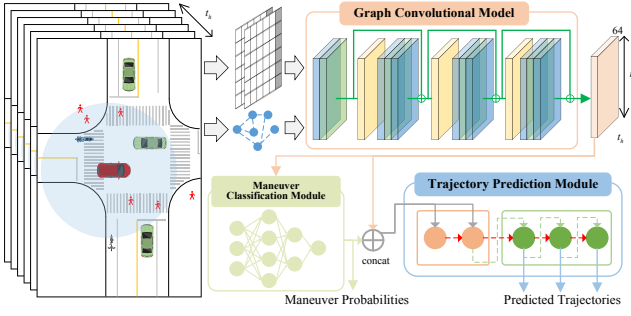 t_h
Graph Convolutional Model
64
t_h
Maneuver
Classification Module
Trajectory Prediction Module
concat
Maneuver Probabilities
Predicted Trajectories